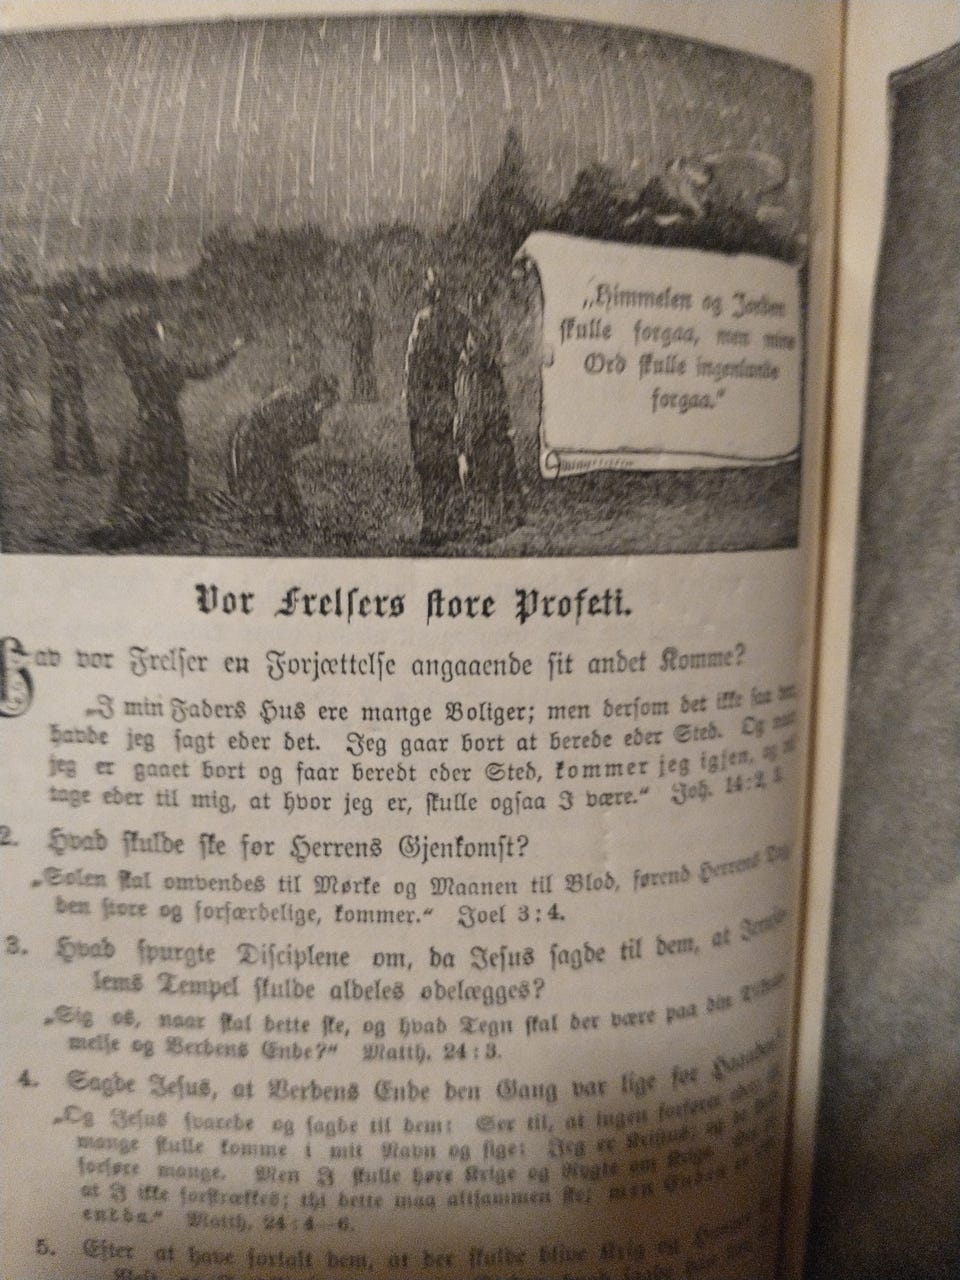 „Himmelen og Jorden
skulle forgaa, men mine
Ord skulle ingenlunde
forgaa.“
Vor Frelsers store Profeti.
Gav vor Frelser en Forjættelse angaaende sit andet Komme?
„I min Faders Hus ere mange Boliger; men dersom det ikke saa var,
havde jeg sagt eder det. Jeg gaar bort at berede eder Sted. Og naar
jeg er gaaet bort og faar beredt eder Sted, kommer jeg igjen, og vil
tage eder til mig, at hvor jeg er, skulle ogsaa I være.“ Joh. 14:2, 3.
2. Hvad skulde ske før Herrens Gjenkomst?
„Solen skal omvendes til Mørke og Maanen til Blod, førend Herrens Dag,
den store og forfærdelige, kommer.“ Joel 3:4.
3. Hvad spurgte Disciplene om, da Jesus sagde til dem, at Jerusa-
lems Tempel skulde aldeles ødelægges?
„Sig os, naar skal dette ske, og hvad Tegn skal der være paa din Tilkom-
melse og Verdens Ende?“ Matth. 24:3.
4. Sagde Jesus, at Verdens Ende den Gang var lige for Haanden?
„Og Jesus svarede og sagde til dem: Ser til, at ingen forfører eder;
mange skulle komme i mit Navn og sige: Jeg er Kristus; og de
forføre mange. Men I skulle høre Krige og Rygte om Krige.
at I ikke forskrækkes; thi dette maa altsammen ske; men Enden er
endda.“ Matth. 24:4—6.
5. Efter at have fortalt dem, at der skulde blive Krig og